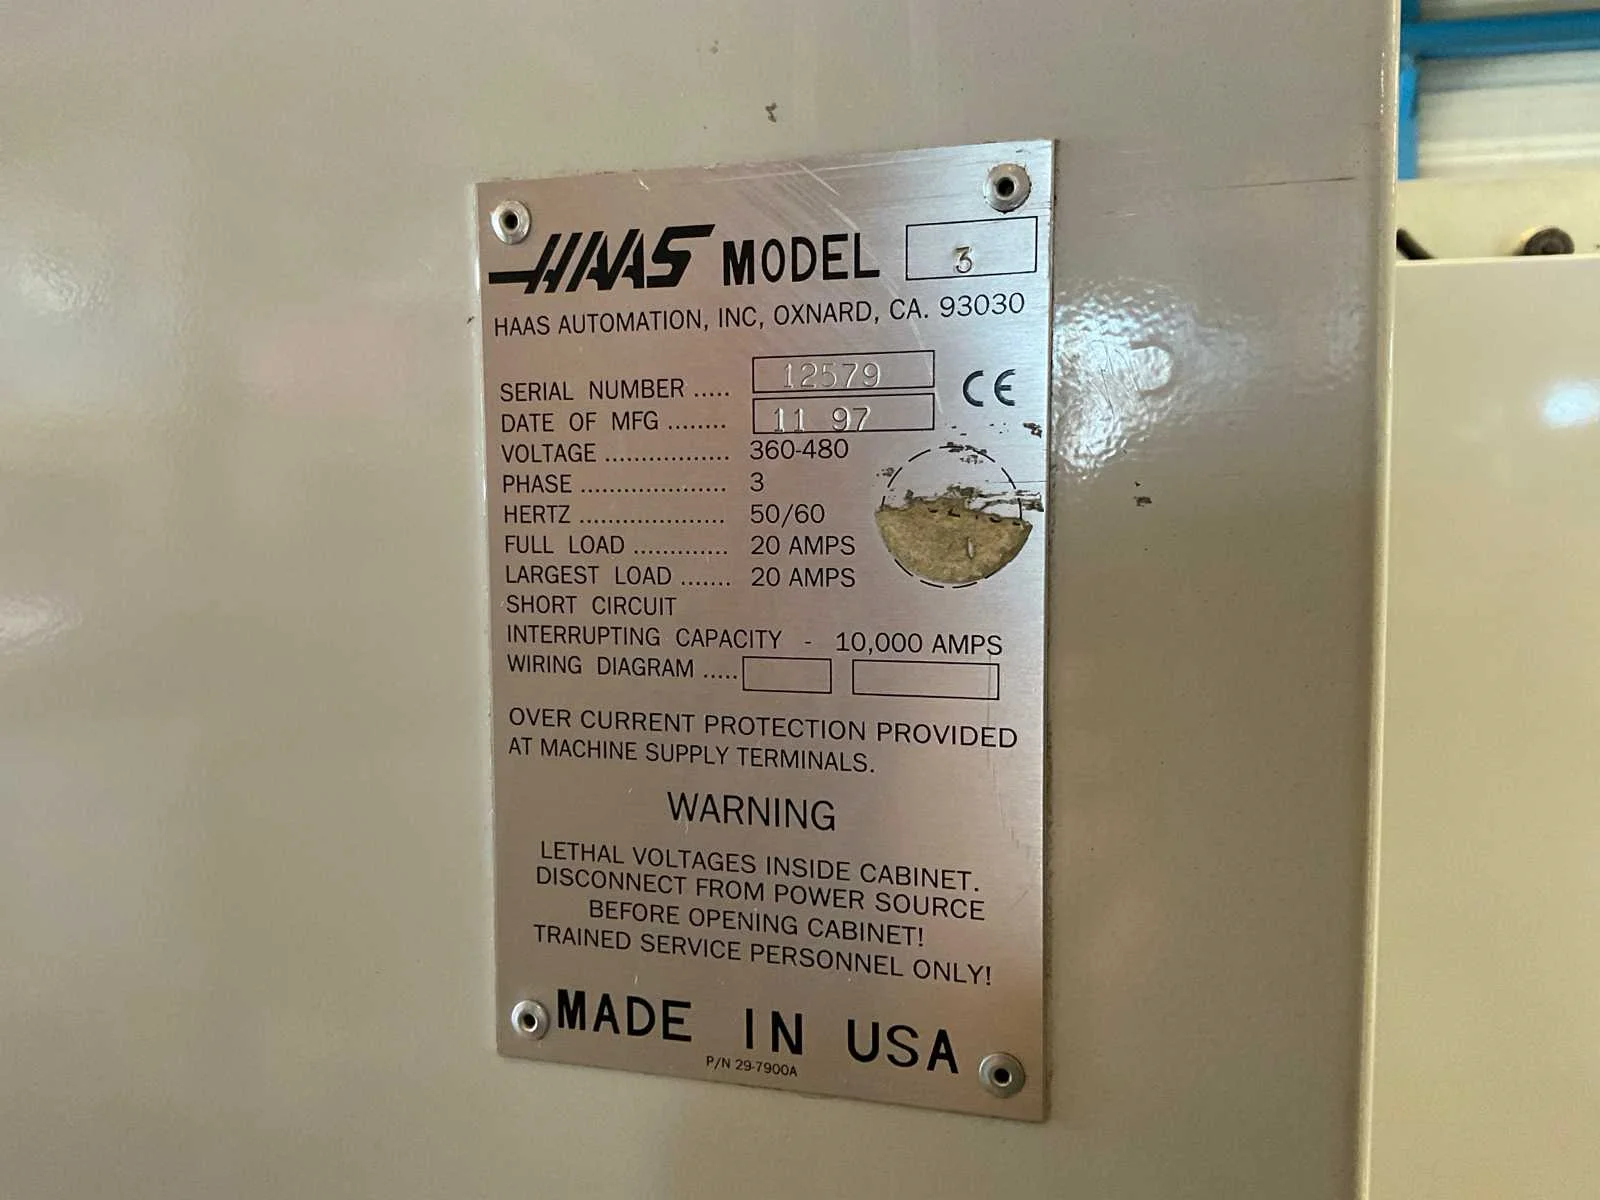 HAAS MODEL 3
HAAS AUTOMATION, INC, OXNARD, CA. 93030
SERIAL NUMBER ..... 12579
CE
DATE OF MFG ........ 11 97
VOLTAGE ................. 360-480
PHASE .................... 3
HERTZ .................... 50/60
FULL LOAD ............. 20 AMPS
LARGEST LOAD ....... 20 AMPS
SHORT CIRCUIT
INTERRUPTING CAPACITY - 10,000 AMPS
WIRING DIAGRAM .....
OVER CURRENT PROTECTION PROVIDED
AT MACHINE SUPPLY TERMINALS.
WARNING
LETHAL VOLTAGES INSIDE CABINET.
DISCONNECT FROM POWER SOURCE
BEFORE OPENING CABINET!
TRAINED SERVICE PERSONNEL ONLY!
MADE IN USA
P/N 29-7900A